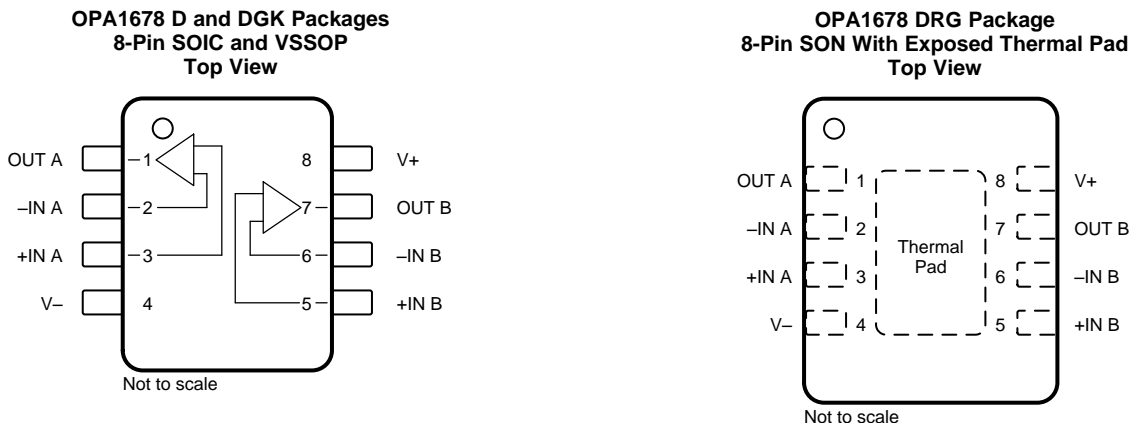 OPA1678 D and DGK Packages
8-Pin SOIC and VSSOP
Top View
OUT A 1 8 V+
–IN A 2 7 OUT B
+IN A 3 6 –IN B
V– 4 5 +IN B
Not to scale
OPA1678 DRG Package
8-Pin SON With Exposed Thermal Pad
Top View
OUT A 1 8 V+
–IN A 2 7 OUT B
Thermal
Pad
+IN A 3 6 –IN B
V– 4 5 +IN B
Not to scale